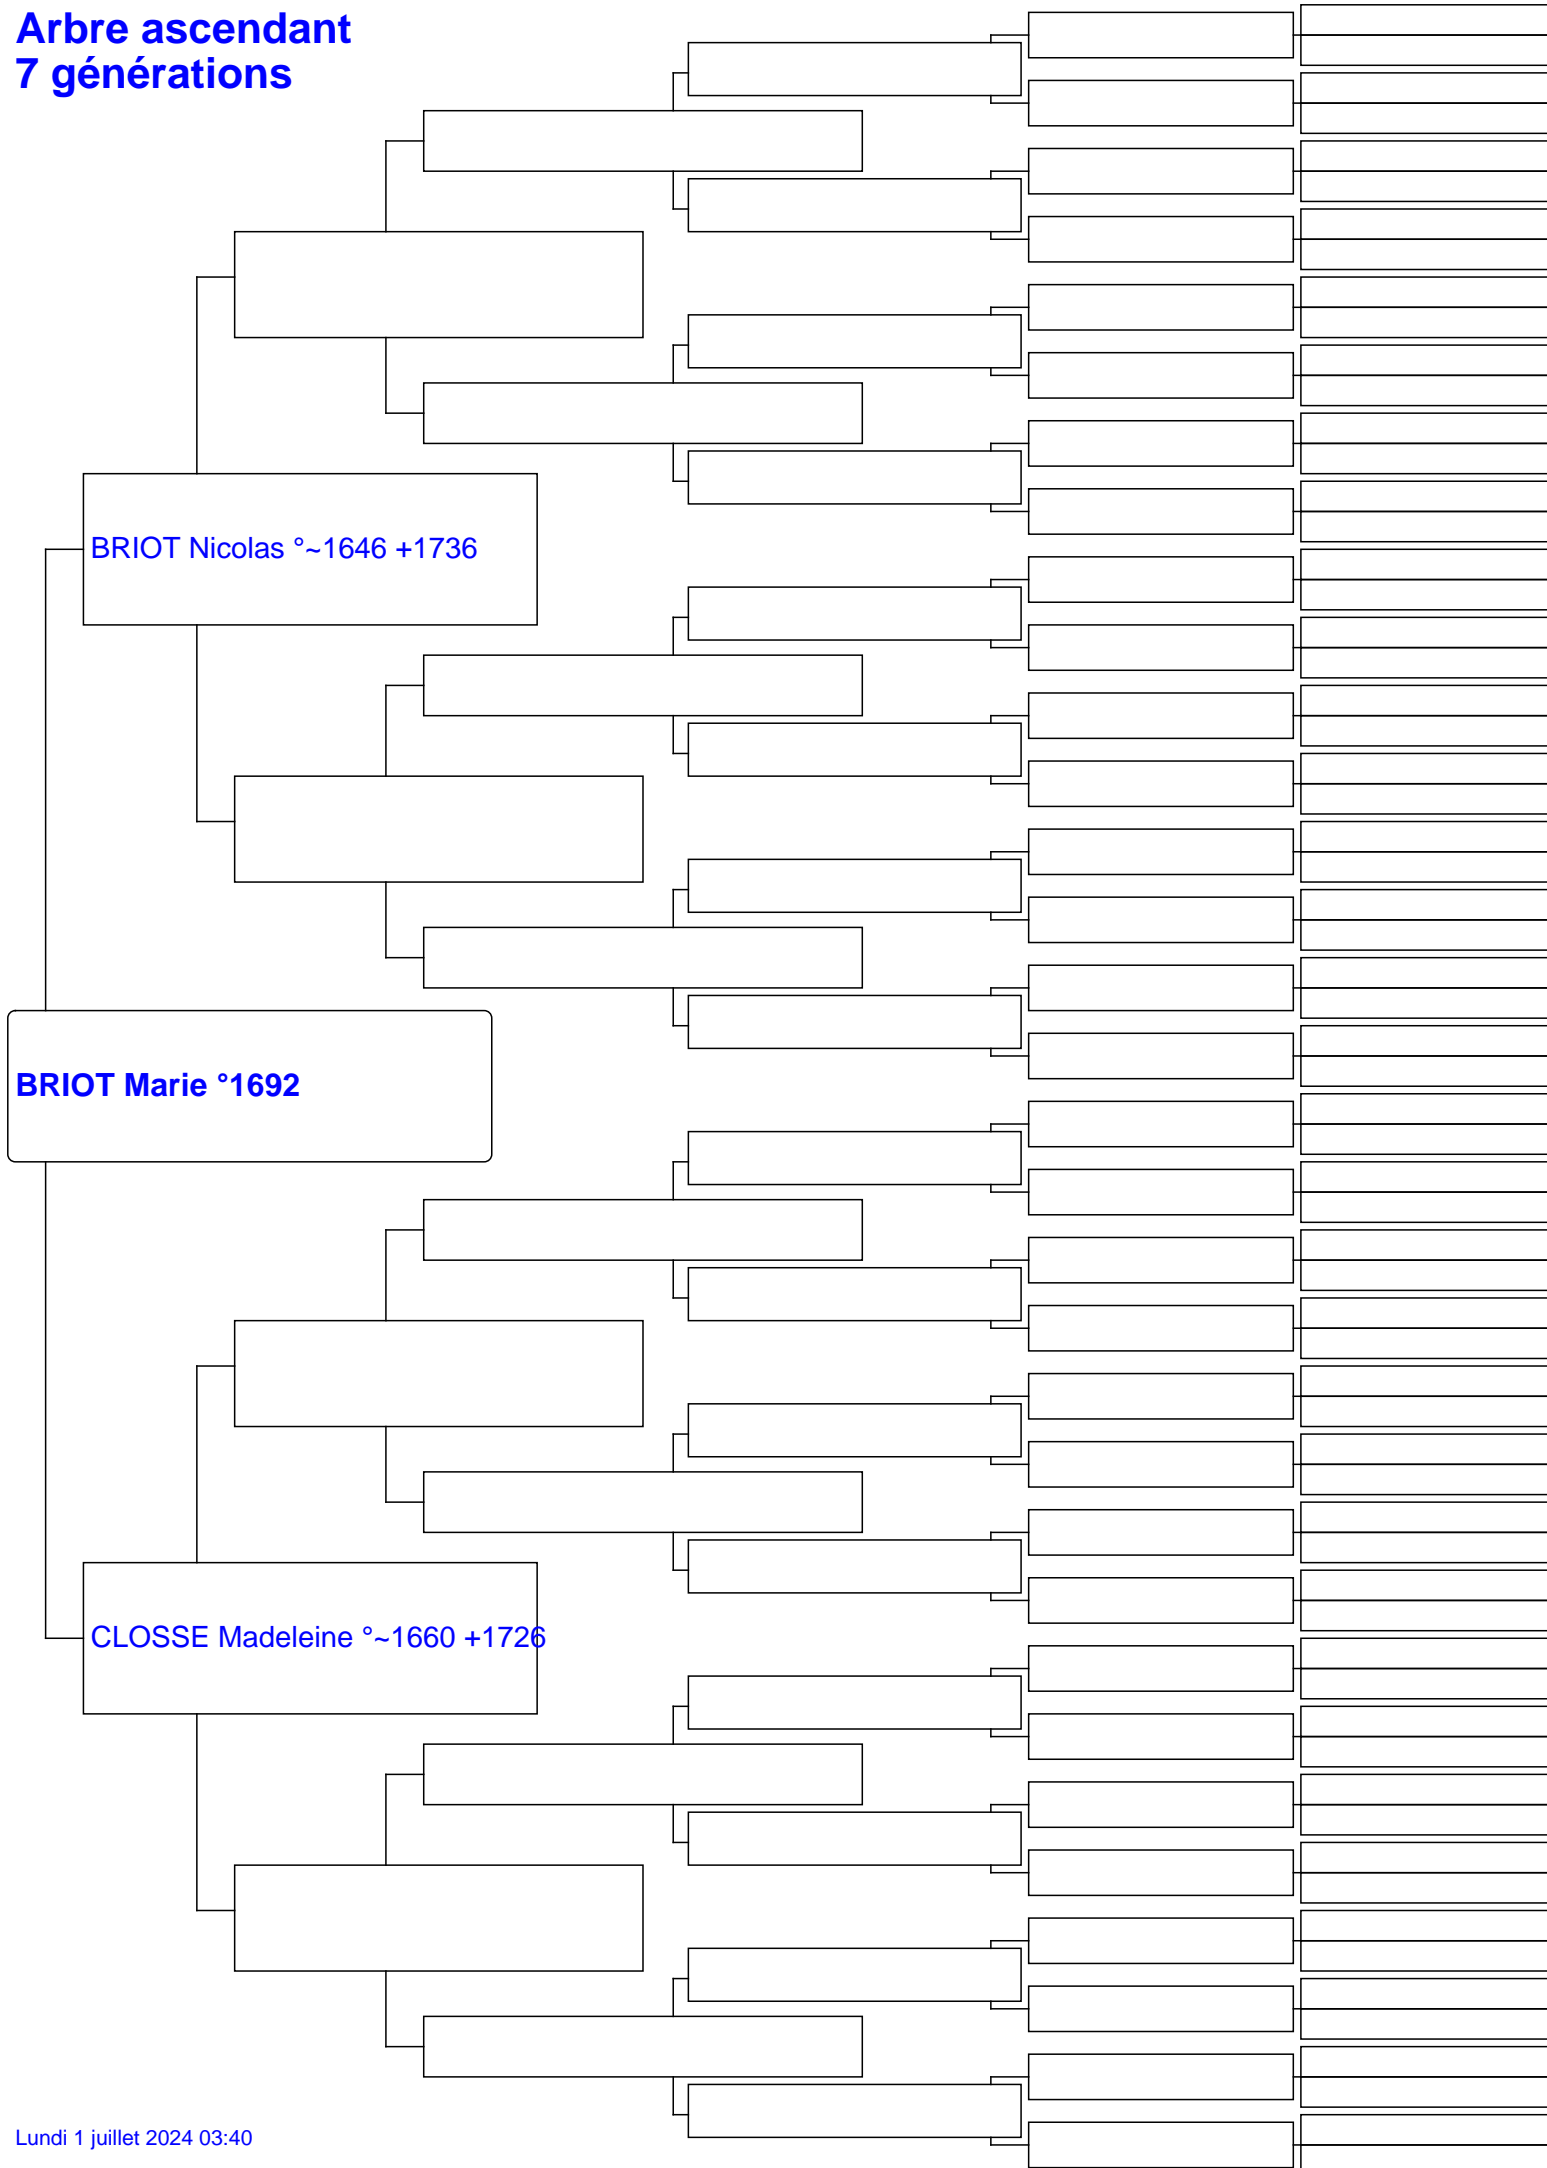 Arbre ascendant
7 générations
BRIOT Nicolas °~1646 +1736
BRIOT Marie °1692
CLOSSE Madeleine °~1660 +1726
Lundi 1 juillet 2024 03:40